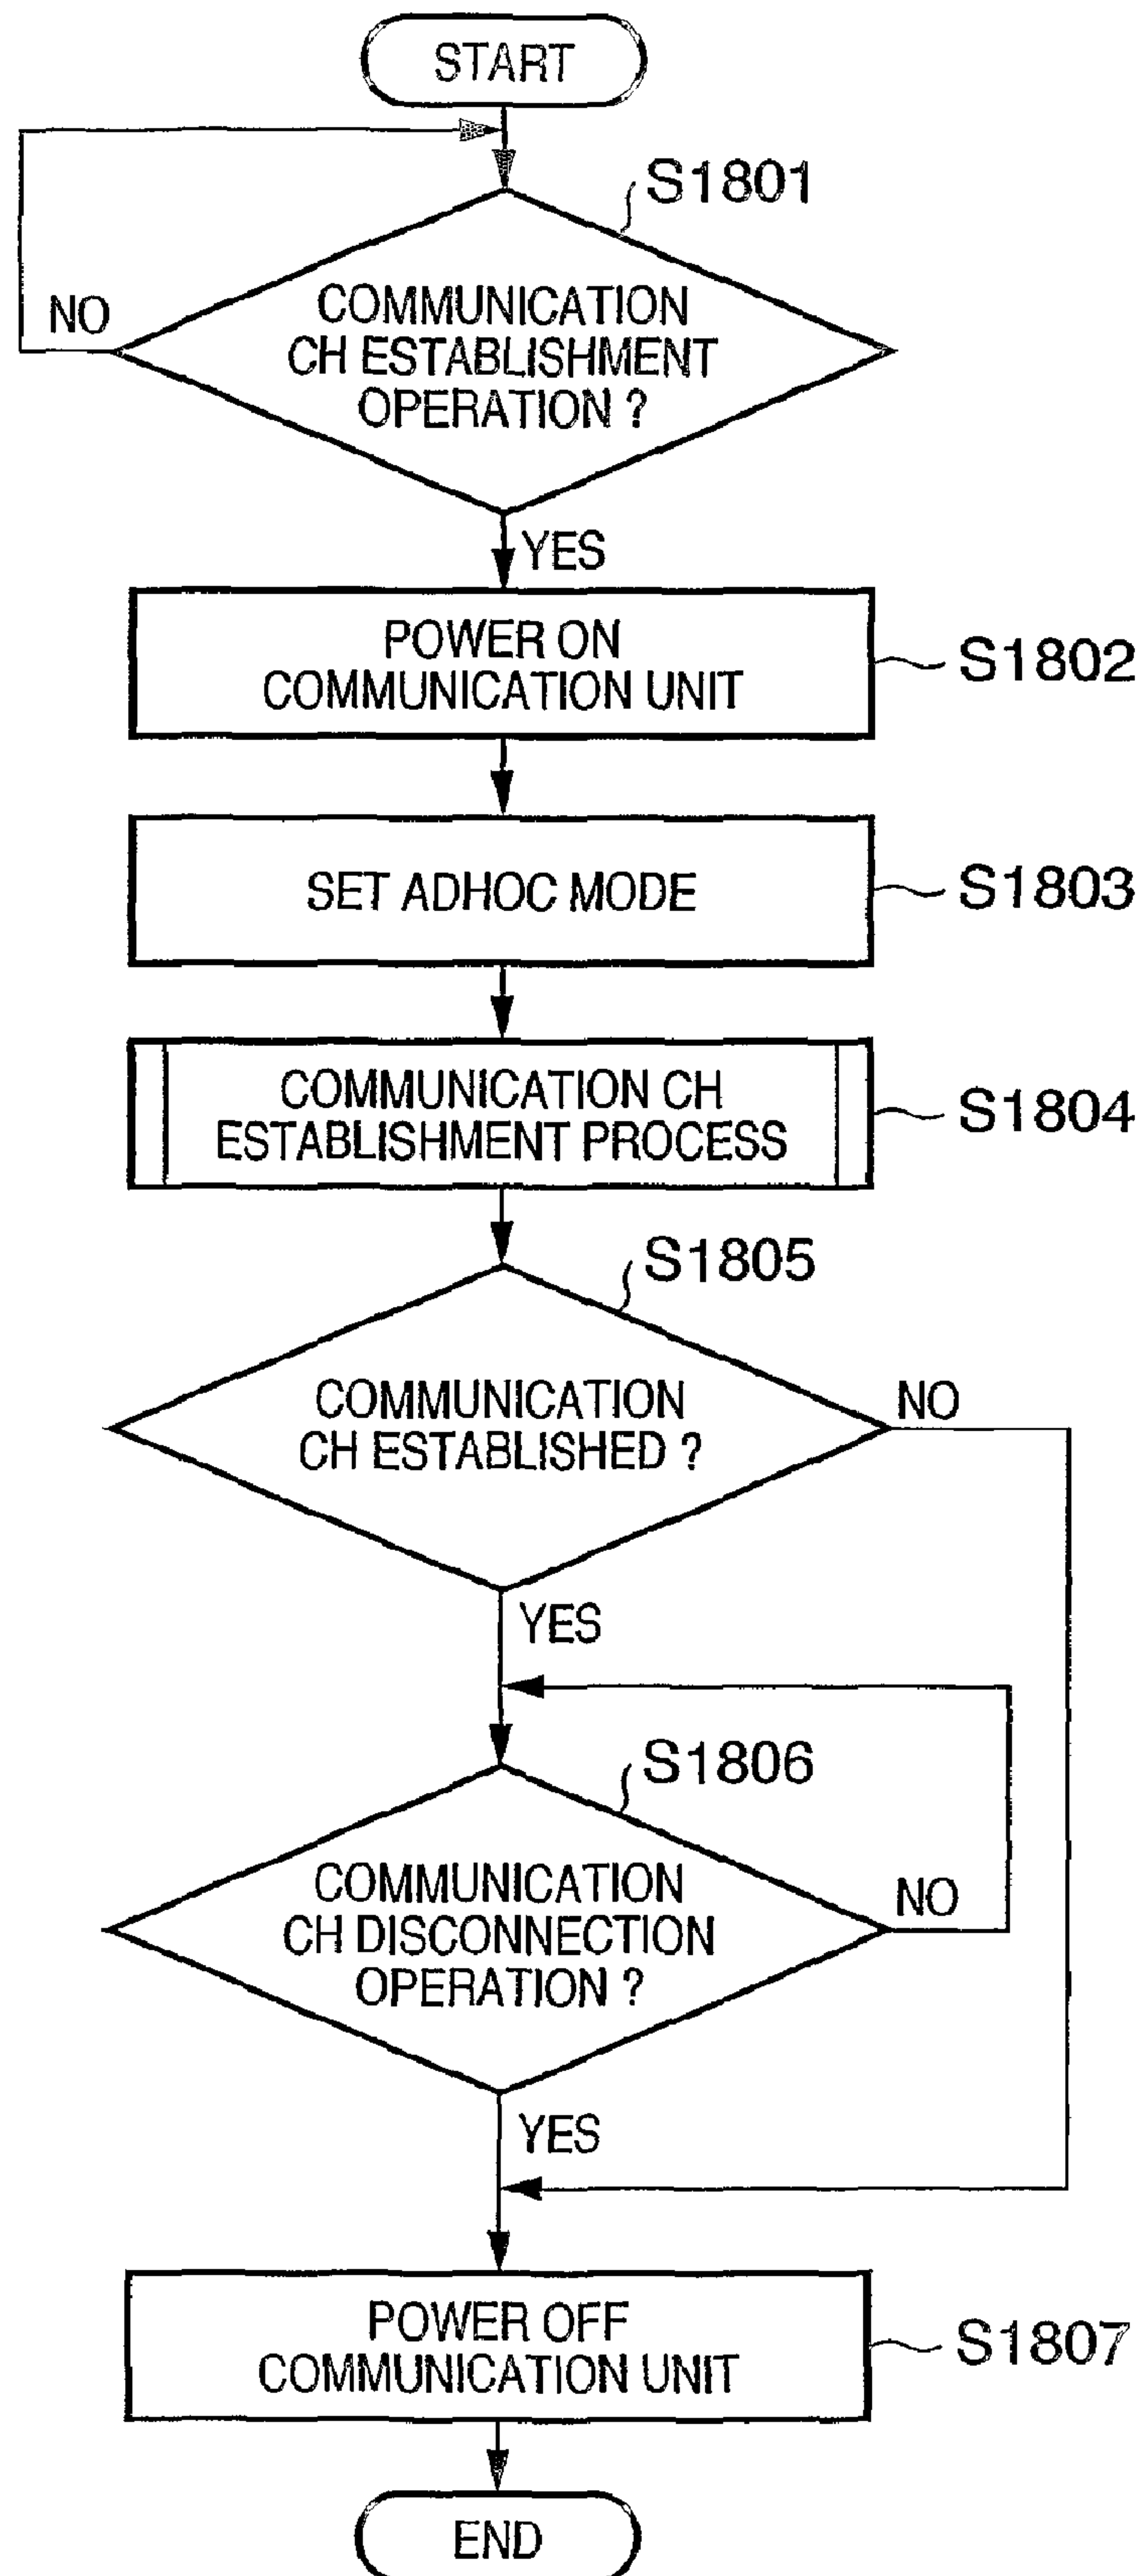 START
S1801
NO
COMMUNICATION
CH ESTABLISHMENT
OPERATION ?
YES
POWER ON
COMMUNICATION UNIT
S1802
SET ADHOC MODE
S1803
COMMUNICATION CH
ESTABLISHMENT PROCESS
S1804
S1805
COMMUNICATION
CH ESTABLISHED ?
NO
YES
S1806
COMMUNICATION
CH DISCONNECTION
OPERATION ?
NO
YES
POWER OFF
COMMUNICATION UNIT
S1807
END